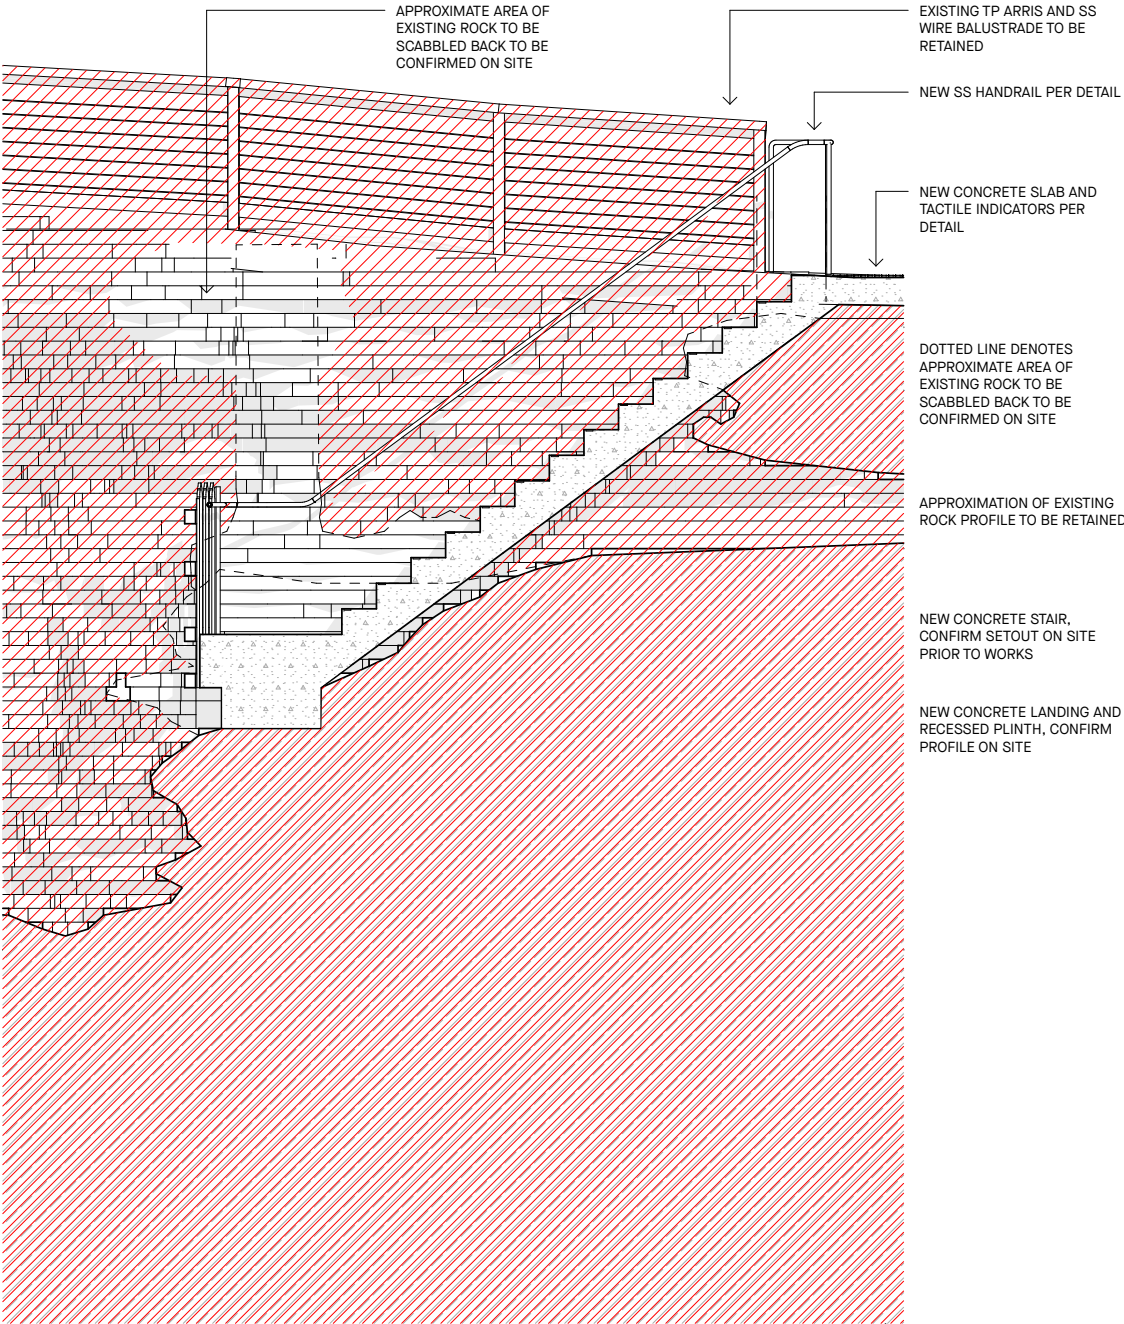 APPROXIMATE AREA OF
EXISTING ROCK TO BE
SCABBLED BACK TO BE
CONFIRMED ON SITE
EXISTING TP ARRIS AND SS
WIRE BALUSTRADE TO BE
RETAINED
NEW SS HANDRAIL PER DETAIL
NEW CONCRETE SLAB AND
TACTILE INDICATORS PER
DETAIL
DOTTED LINE DENOTES
APPROXIMATE AREA OF
EXISTING ROCK TO BE
SCABBLED BACK TO BE
CONFIRMED ON SITE
APPROXIMATION OF EXISTING
ROCK PROFILE TO BE RETAINED
NEW CONCRETE STAIR,
CONFIRM SETOUT ON SITE
PRIOR TO WORKS
NEW CONCRETE LANDING AND
RECESSED PLINTH, CONFIRM
PROFILE ON SITE